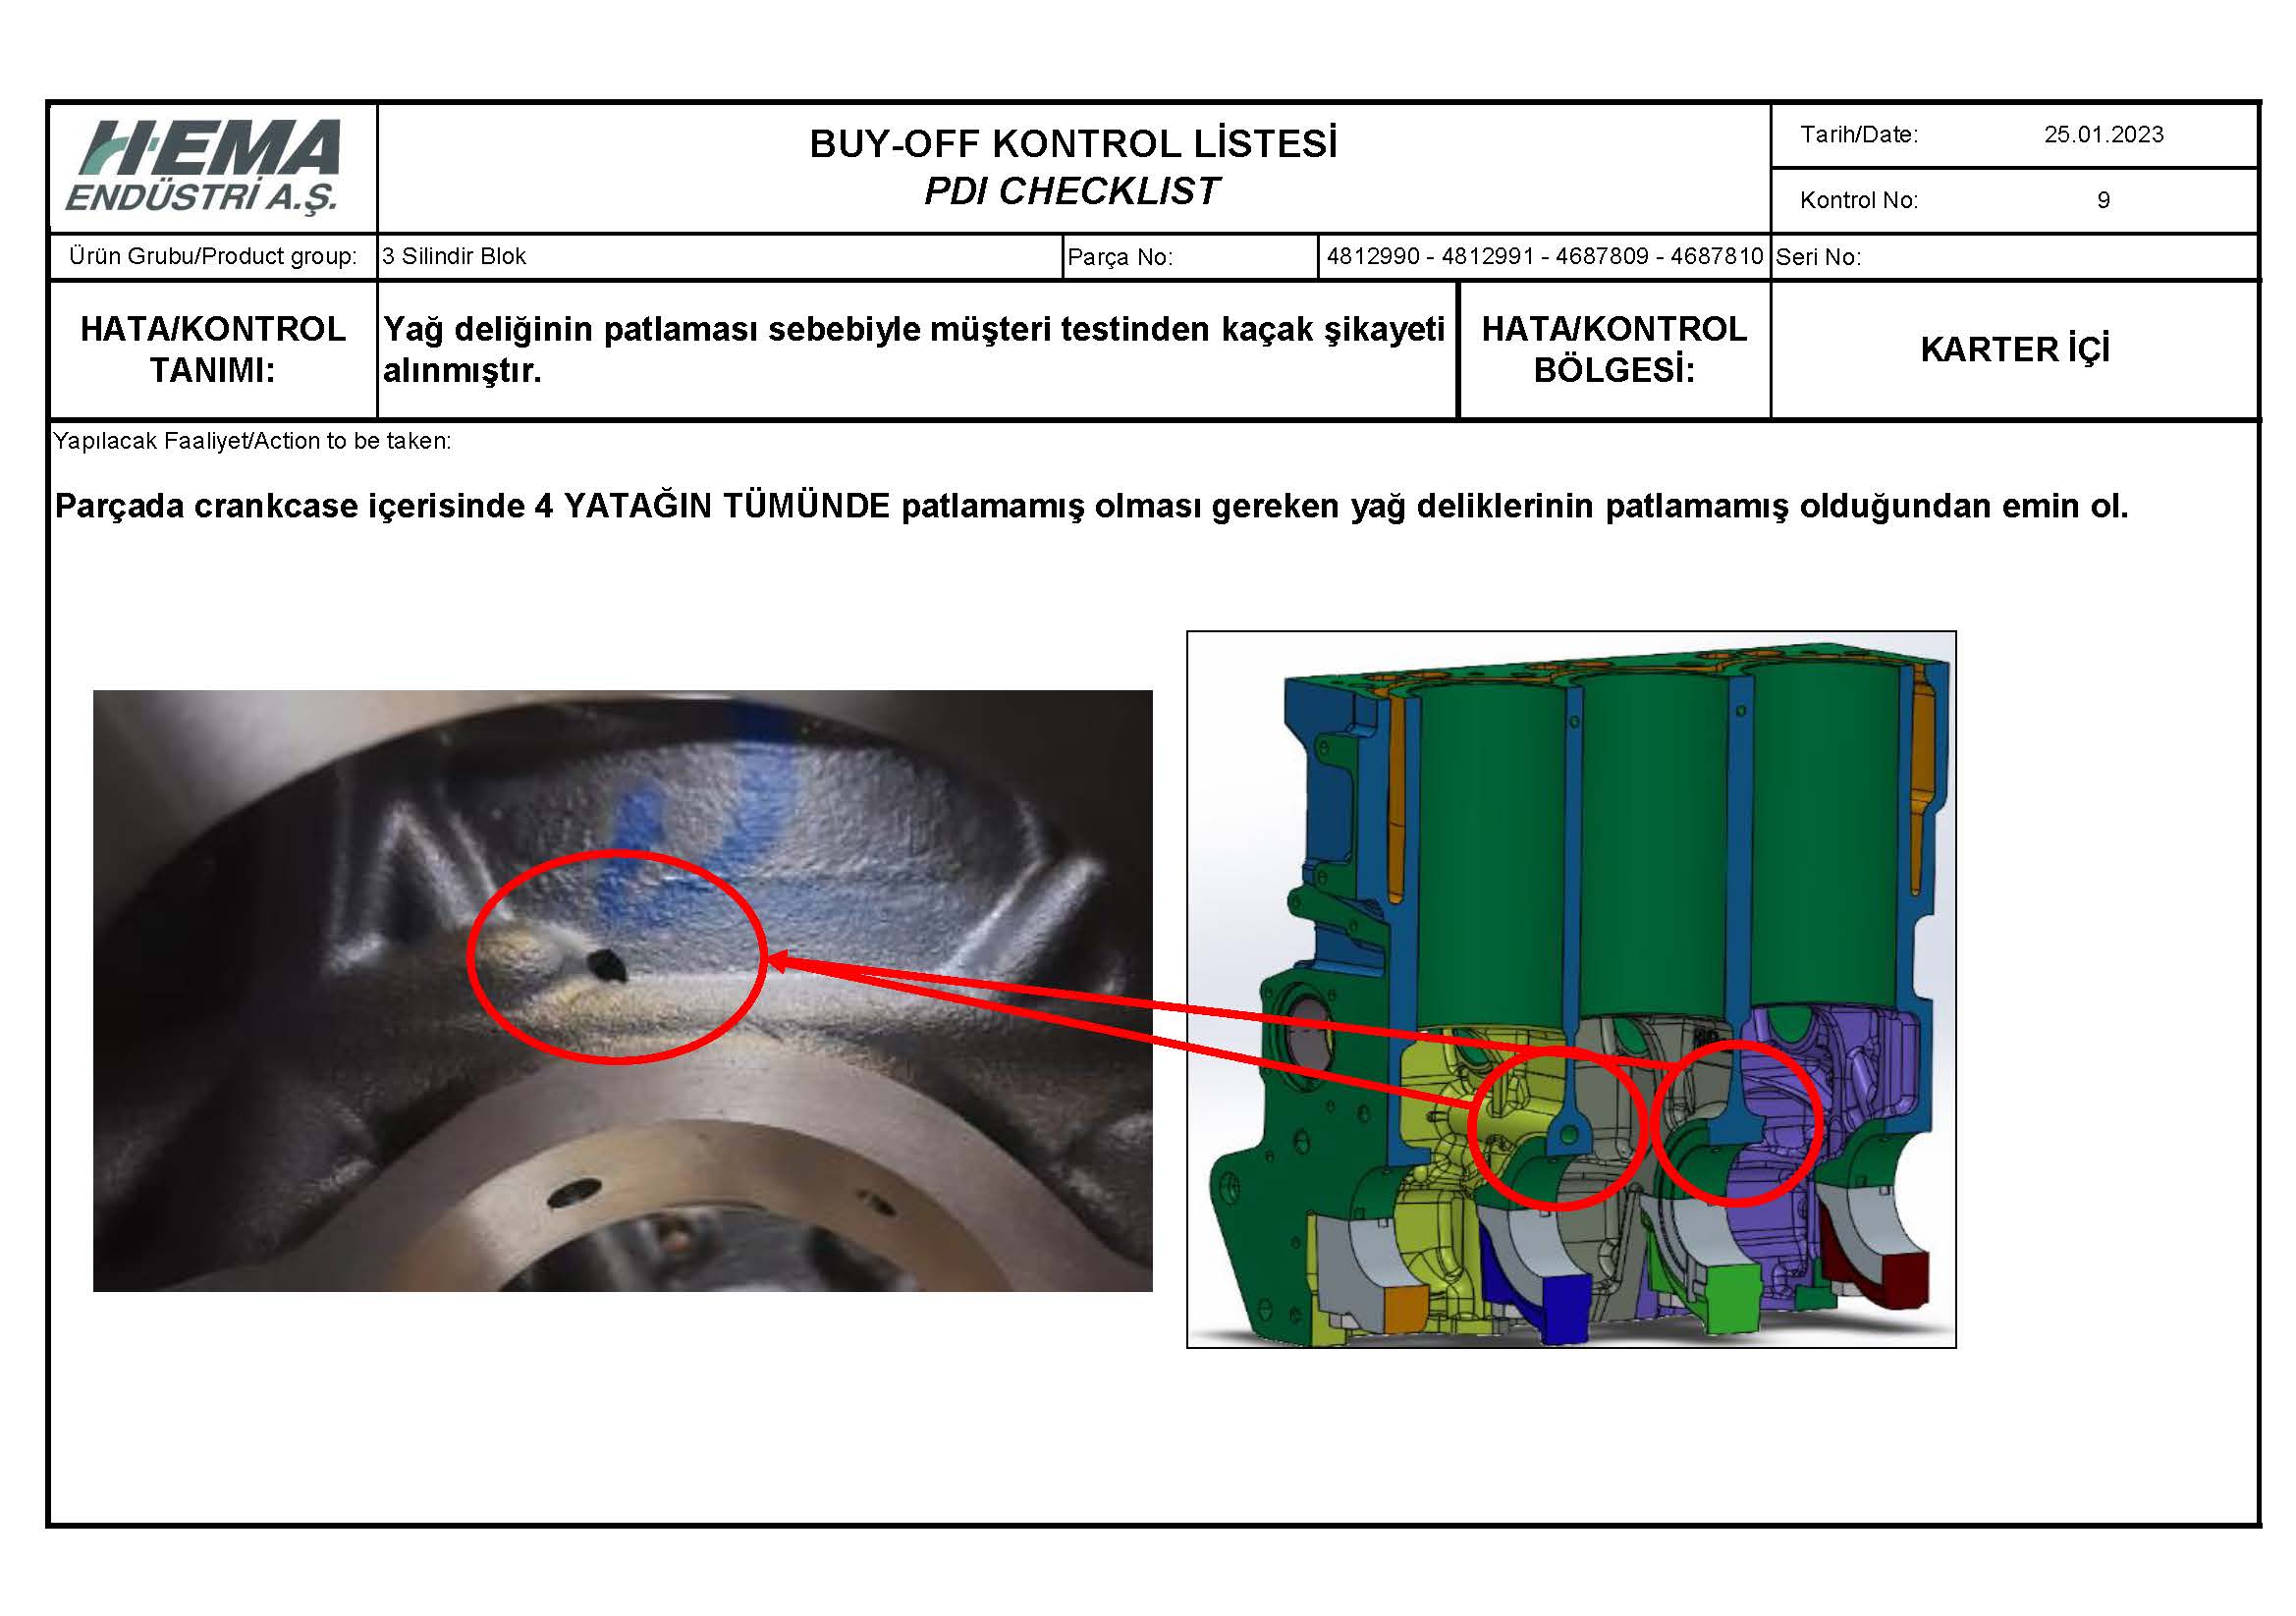 HEMA
ENDÜSTRİ A.Ş.
BUY-OFF KONTROL LİSTESİ
PDI CHECKLIST
Tarih/Date: 25.01.2023
Kontrol No: 9
Ürün Grubu/Product group: 3 Silindir Blok Parça No: 4812990 - 4812991 - 4687809 - 4687810 Seri No:
HATA/KONTROL
TANIMI:
Yağ deliğinin patlaması sebebiyle müşteri testinden kaçak şikayeti
alınmıştır.
HATA/KONTROL
BÖLGESİ:
KARTER İÇİ
Yapılacak Faaliyet/Action to be taken:
Parçada crankcase içerisinde 4 YATAĞIN TÜMÜNDE patlamamış olması gereken yağ deliklerinin patlamamış olduğundan emin ol.